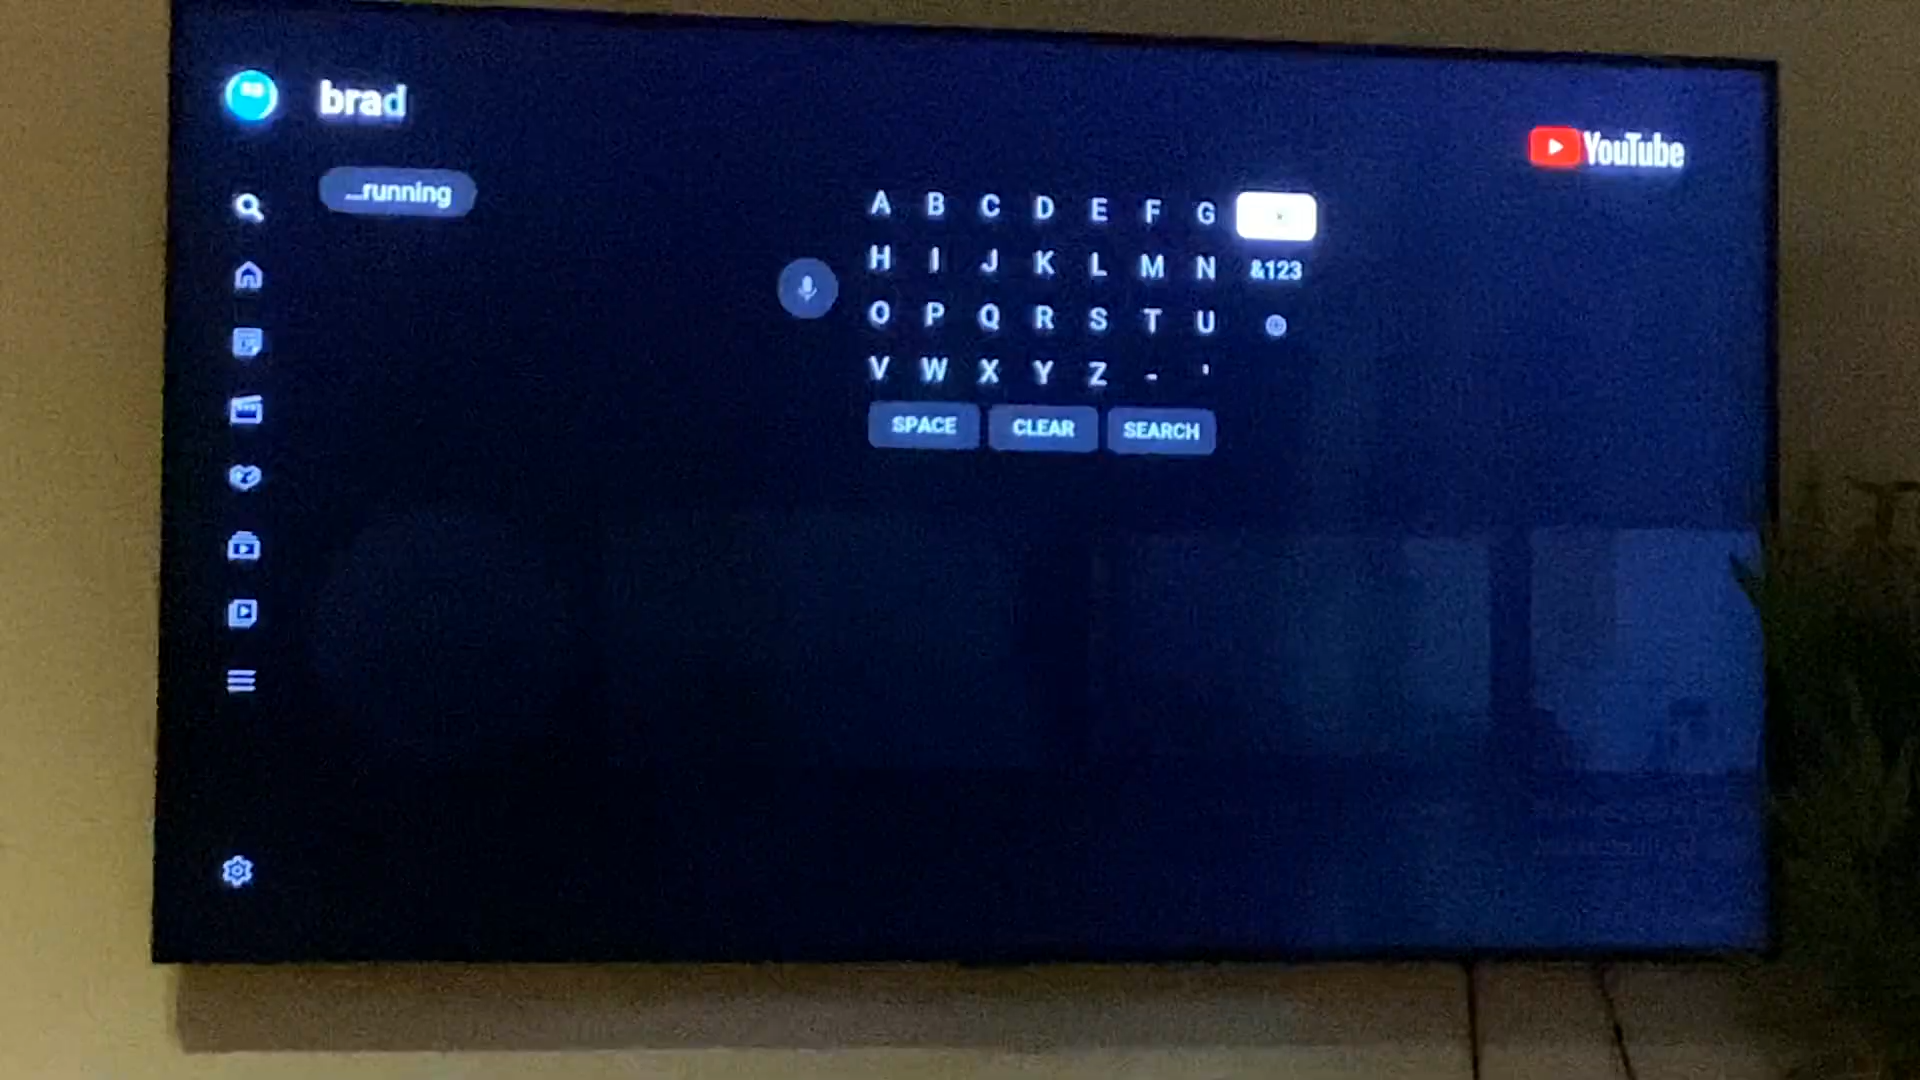 brad
YouTube
...running
A B C D E F G
H I J K L M N &123
O P Q R S T U
V W X Y Z - '
SPACE CLEAR SEARCH